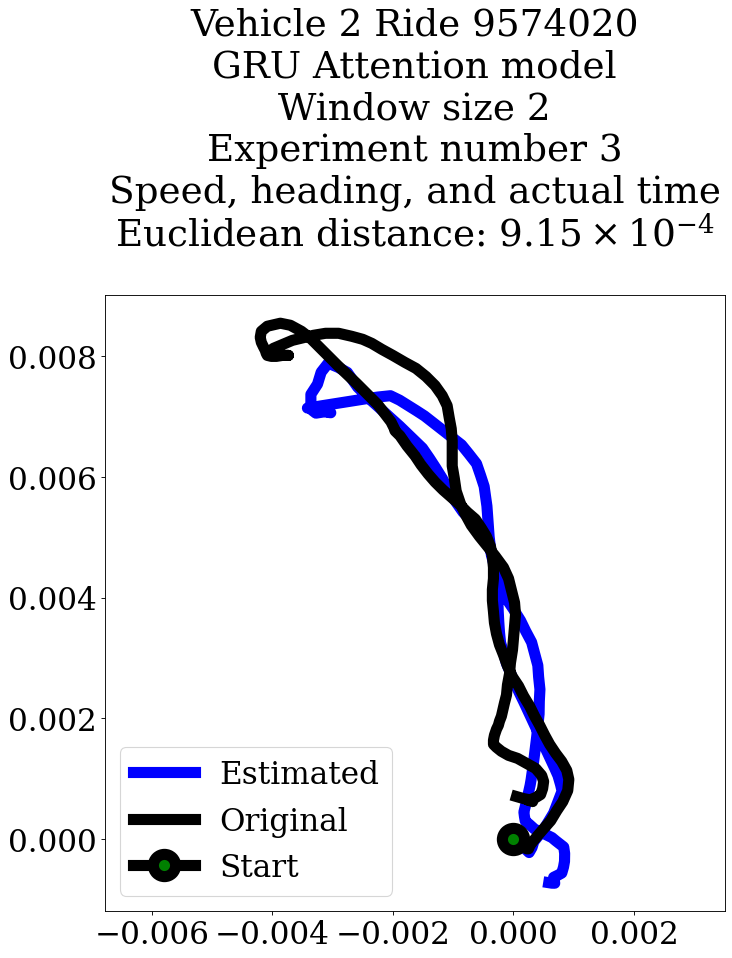 Vehicle 2 Ride 9574020
GRU Attention model
Window size 2
Experiment number 3
Speed, heading, and actual time
Euclidean distance: 9.15 × 10⁻⁴
0.008
0.006
0.004
0.002
0.000
Estimated
Original
Start
−0.006 −0.004 −0.002 0.000 0.002